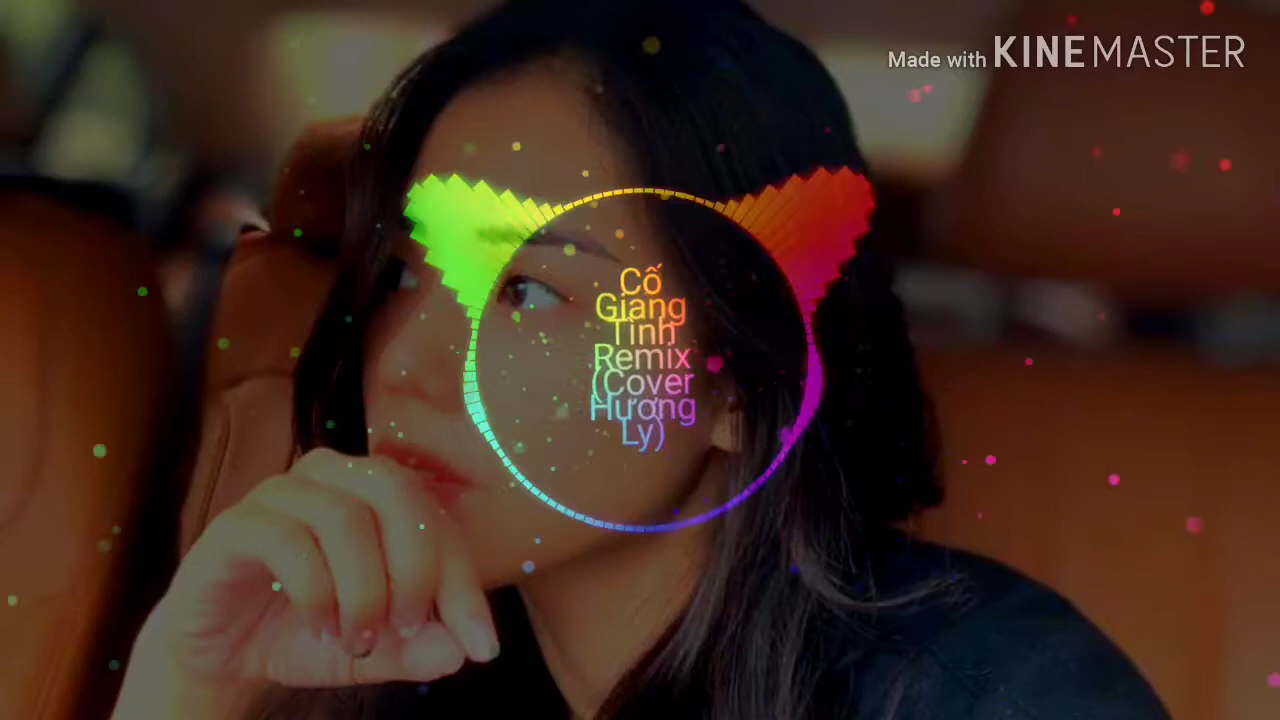 Made with KINEMASTER
Cố
Giang
Tình
Remix
(Cover
Hương
Ly)